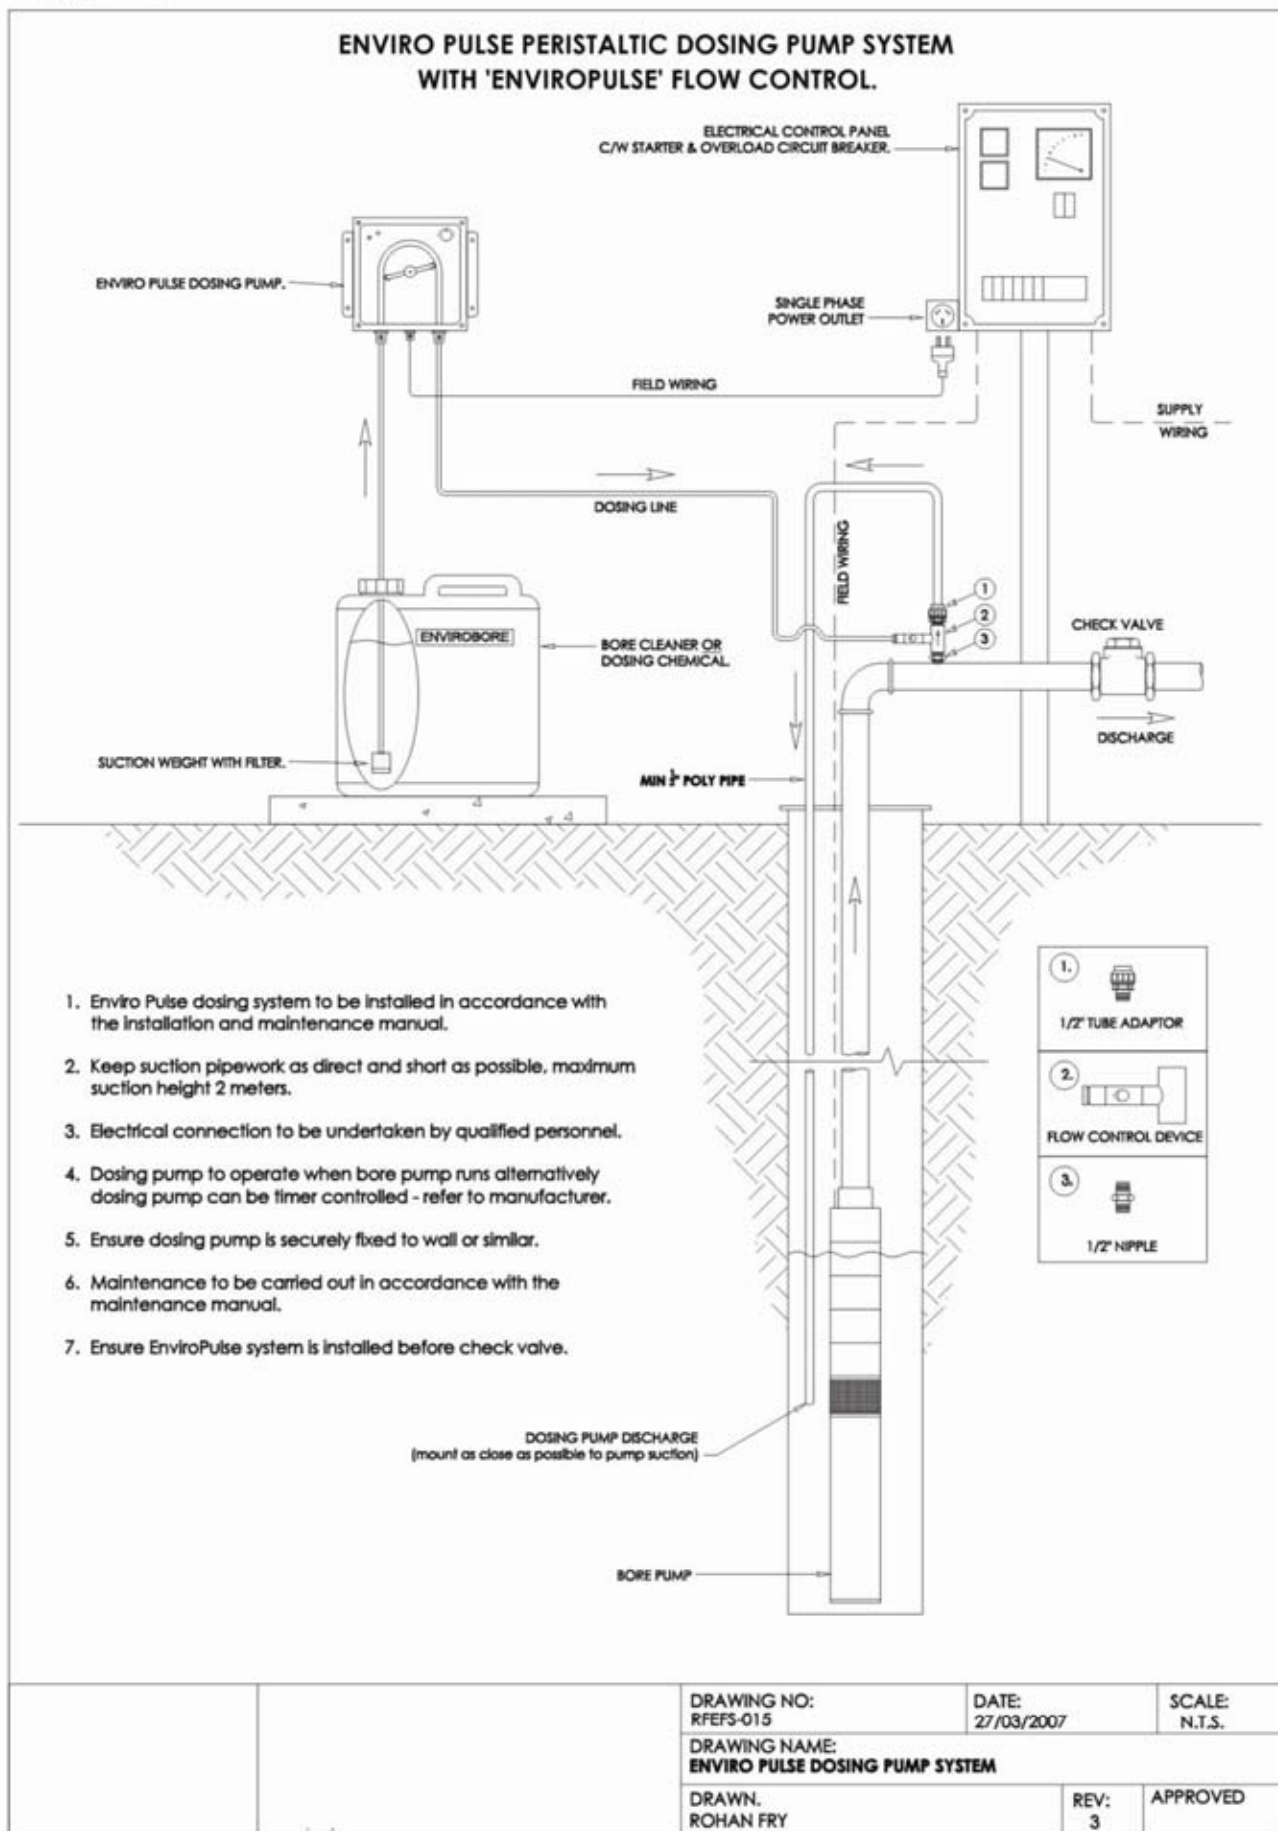 ENVIRO PULSE PERISTALTIC DOSING PUMP SYSTEM
WITH 'ENVIROPULSE' FLOW CONTROL.
ELECTRICAL CONTROL PANEL
C/W STARTER & OVERLOAD CIRCUIT BREAKER.
ENVIRO PULSE DOSING PUMP.
SINGLE PHASE
POWER OUTLET
FIELD WIRING
SUPPLY
WIRING
DOSING LINE
FIELD WIRING
1
2
3
CHECK VALVE
ENVIROBORE
BORE CLEANER OR
DOSING CHEMICAL.
DISCHARGE
SUCTION WEIGHT WITH FILTER.
MIN ½" POLY PIPE
1. Enviro Pulse dosing system to be installed in accordance with
the installation and maintenance manual.
2. Keep suction pipework as direct and short as possible, maximum
suction height 2 meters.
3. Electrical connection to be undertaken by qualified personnel.
4. Dosing pump to operate when bore pump runs alternatively
dosing pump can be timer controlled - refer to manufacturer.
5. Ensure dosing pump is securely fixed to wall or similar.
6. Maintenance to be carried out in accordance with the
maintenance manual.
7. Ensure EnviroPulse system is installed before check valve.
1.
1/2" TUBE ADAPTOR
2.
FLOW CONTROL DEVICE
3.
1/2" NIPPLE
DOSING PUMP DISCHARGE
(mount as close as possible to pump suction)
BORE PUMP
DRAWING NO:
RFEFS-015
DATE:
27/03/2007
SCALE:
N.T.S.
DRAWING NAME:
ENVIRO PULSE DOSING PUMP SYSTEM
DRAWN.
ROHAN FRY
REV:
3
APPROVED